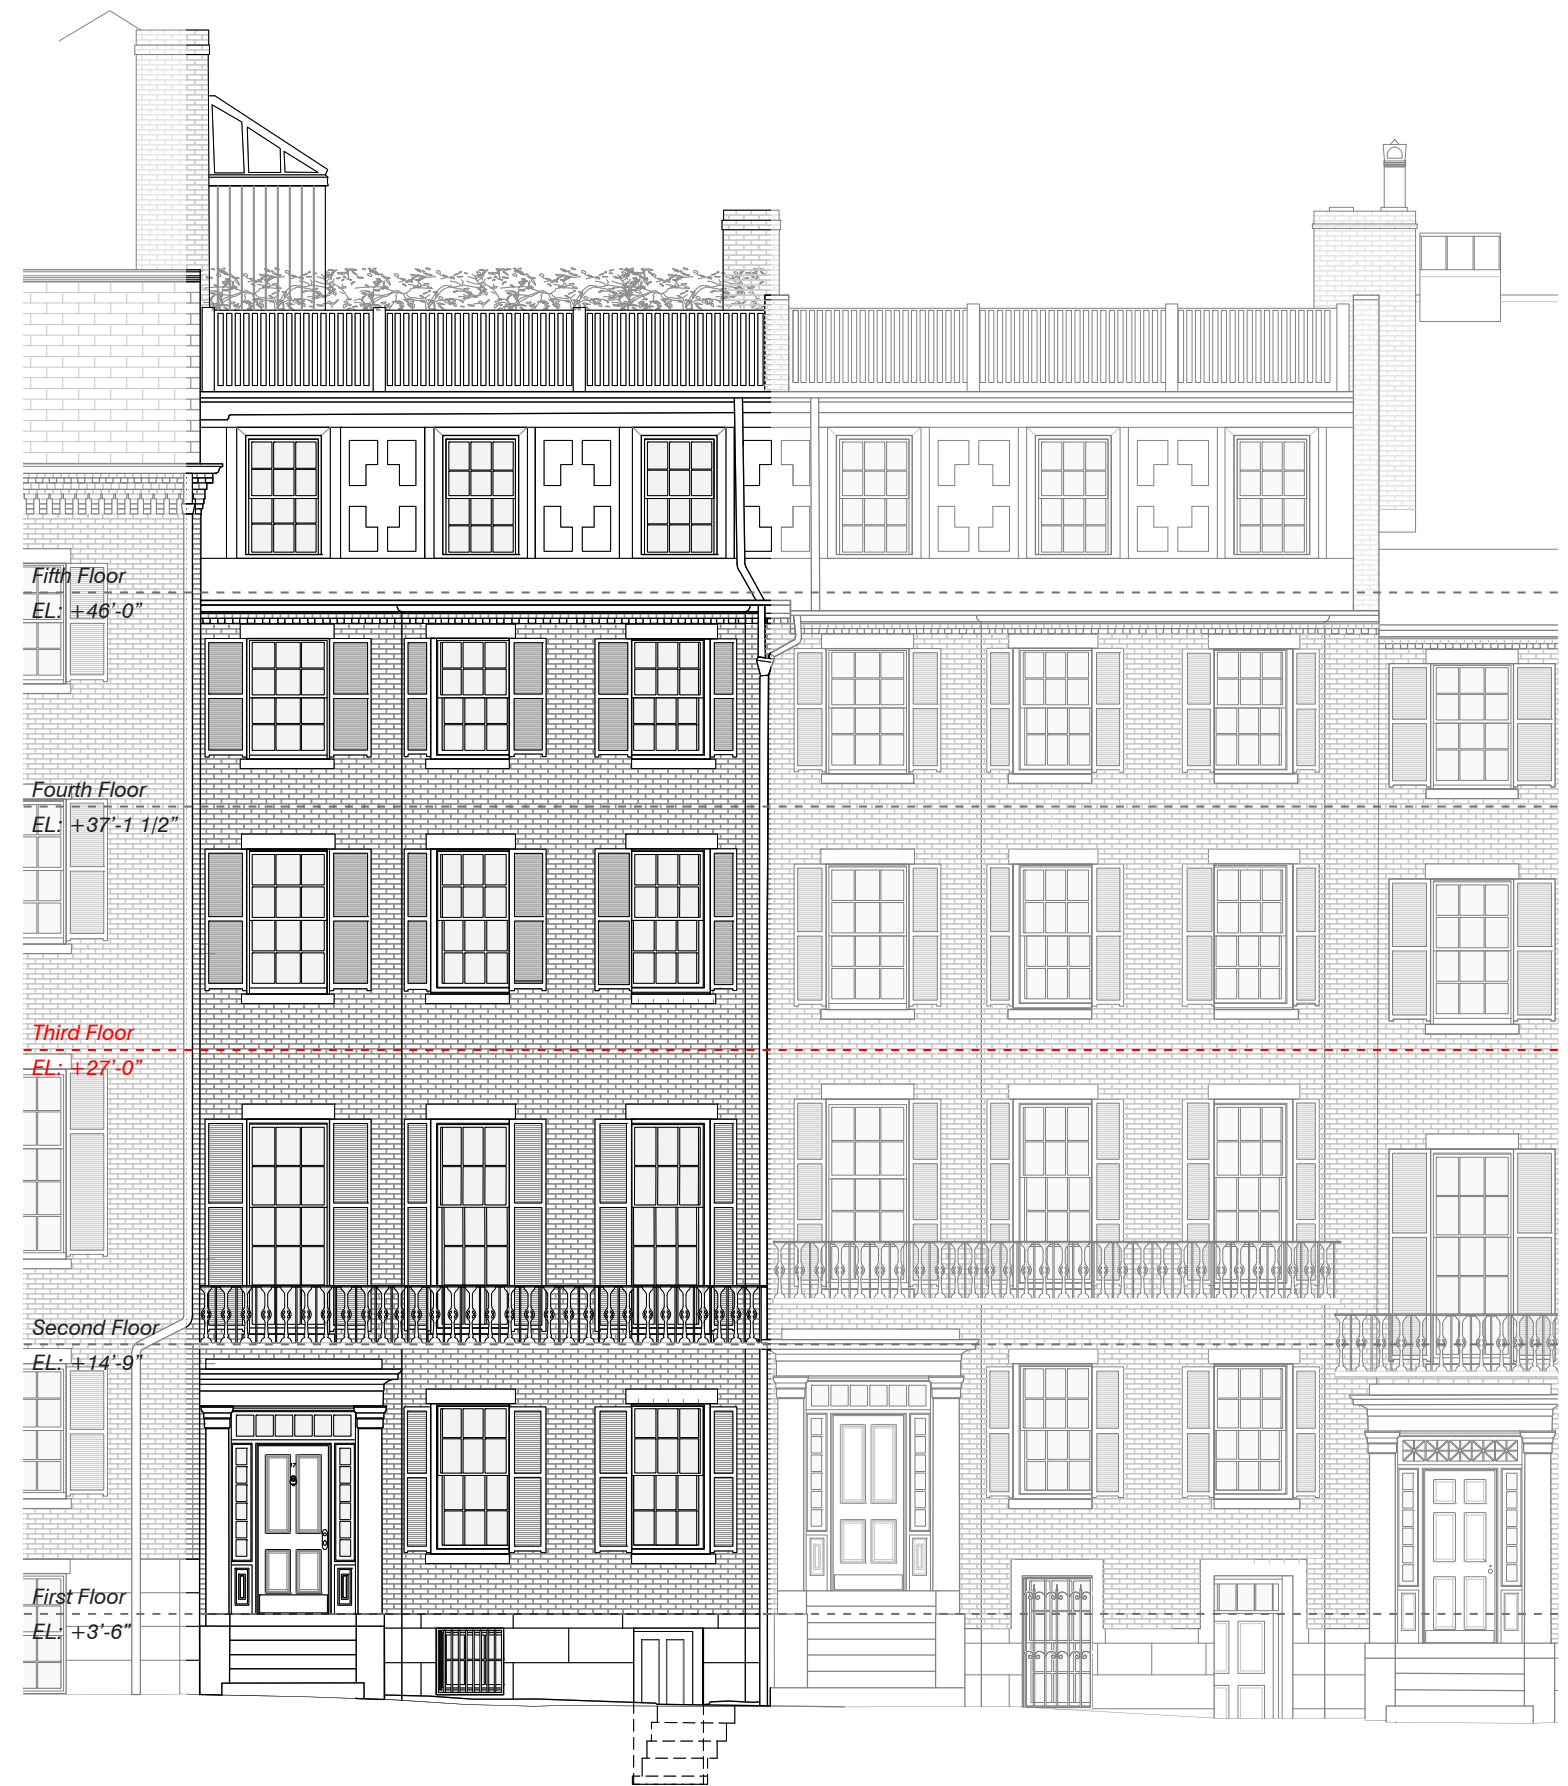 Fifth Floor
EL: +46’-0”
Fourth Floor
EL: +37’-1 1/2”
Third Floor
EL: +27’-0”
Second Floor
EL: +14’-9”
First Floor
EL: +3’-6”